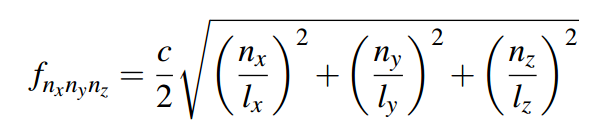 f_{n_x n_y n_z} = \frac{c}{2} \sqrt{\left(\frac{n_x}{l_x}\right)^2 + \left(\frac{n_y}{l_y}\right)^2 + \left(\frac{n_z}{l_z}\right)^2}